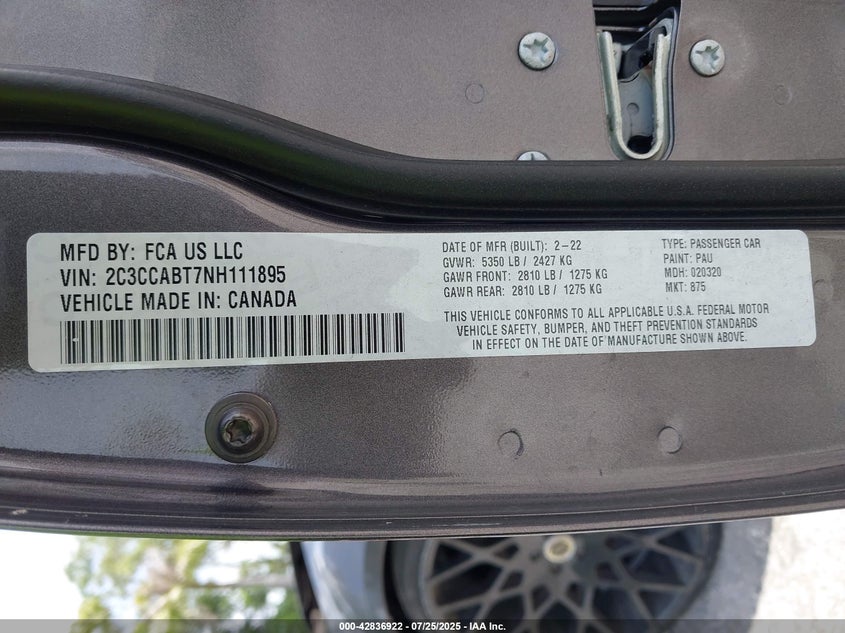 MFD BY: FCA US LLC
VIN: 2C3CCABT7NH111895
VEHICLE MADE IN: CANADA
DATE OF MFR (BUILT): 2-22
GVWR: 5350 LB / 2427 KG
GAWR FRONT: 2810 LB / 1275 KG
GAWR REAR: 2810 LB / 1275 KG
TYPE: PASSENGER CAR
PAINT: PAU
MDH: 020320
MKT: 875
THIS VEHICLE CONFORMS TO ALL APPLICABLE U.S.A. FEDERAL MOTOR
VEHICLE SAFETY, BUMPER, AND THEFT PREVENTION STANDARDS
IN EFFECT ON THE DATE OF MANUFACTURE SHOWN ABOVE.
000-42836922 - 07/25/2025 - IAA Inc.